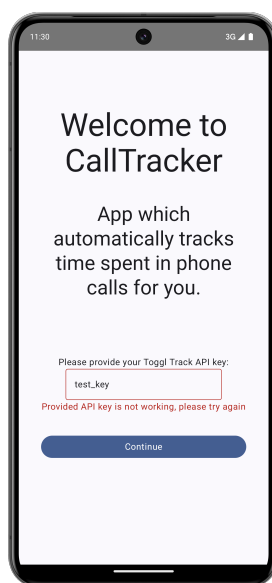 11:30
3G
Welcome to
CallTracker
App which
automatically tracks
time spent in phone
calls for you.
Please provide your Toggl Track API key:
test_key
Provided API key is not working, please try again
Continue